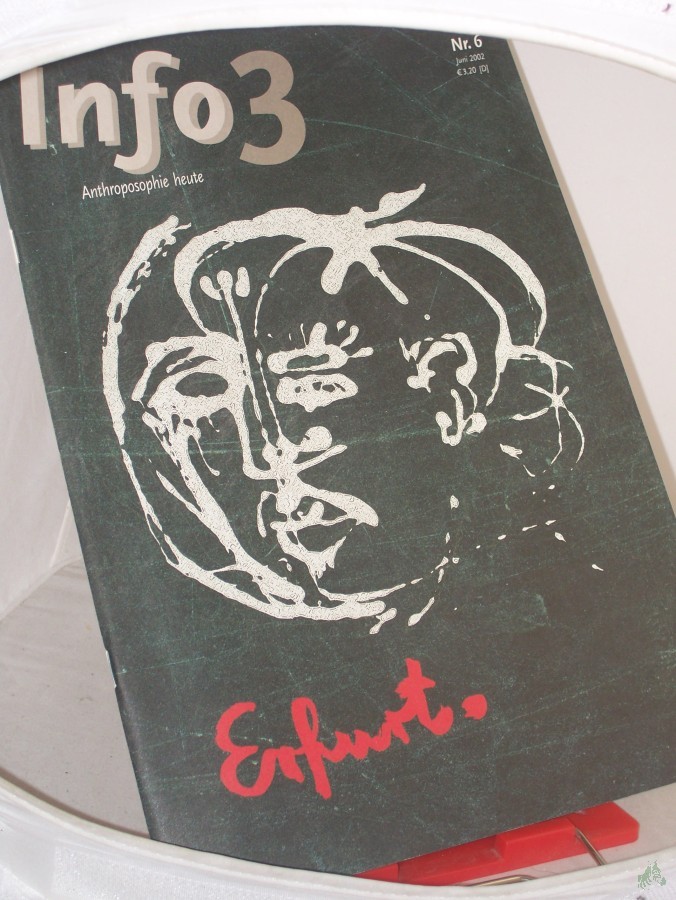 Info3
Nr. 6
Juni 2002
€3,20 [D]
Anthroposophie heute
Erfurt.